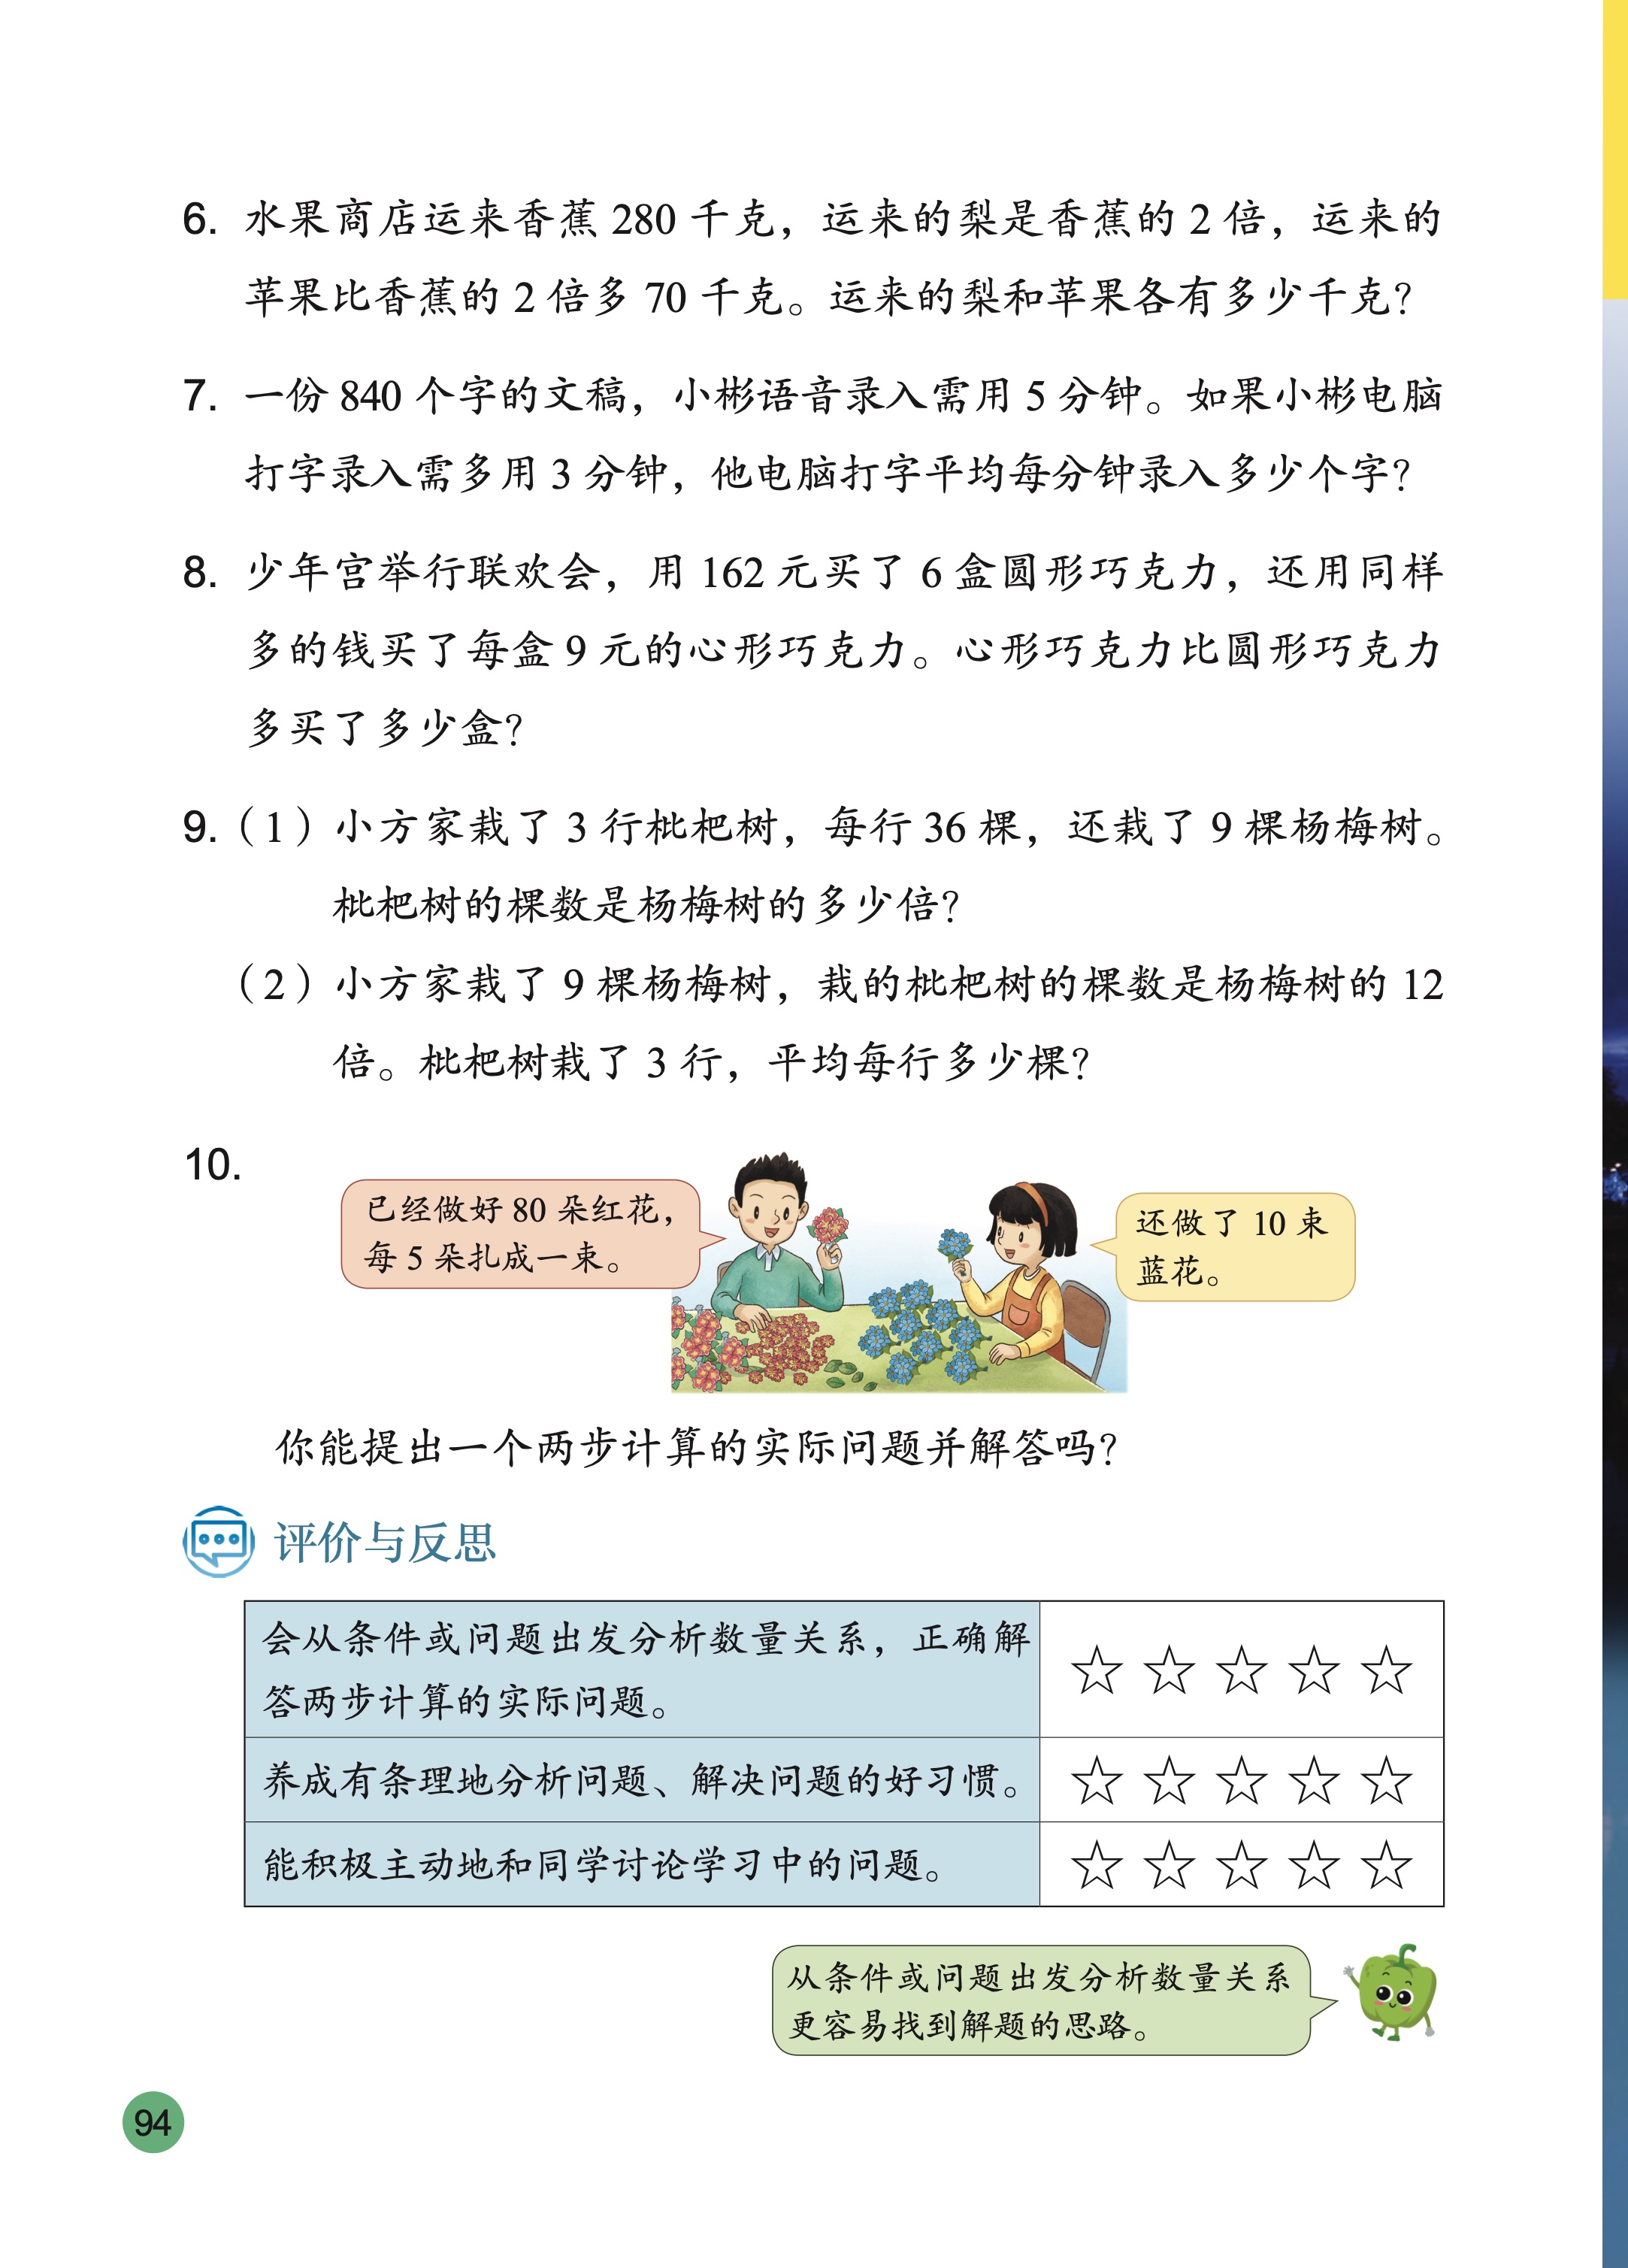 6. 水果商店运来香蕉 280 千克，运来的梨是香蕉的 2 倍，运来的
苹果比香蕉的 2 倍多 70 千克。运来的梨和苹果各有多少千克？
7. 一份 840 个字的文稿，小彬语音录入需用 5 分钟。如果小彬电脑
打字录入需多用 3 分钟，他电脑打字平均每分钟录入多少个字？
8. 少年宫举行联欢会，用 162 元买了 6 盒圆形巧克力，还用同样
多的钱买了每盒 9 元的心形巧克力。心形巧克力比圆形巧克力
多买了多少盒？
9.（1）小方家栽了 3 行枇杷树，每行 36 棵，还栽了 9 棵杨梅树。
枇杷树的棵数是杨梅树的多少倍？
（2）小方家栽了 9 棵杨梅树，栽的枇杷树的棵数是杨梅树的 12
倍。枇杷树栽了 3 行，平均每行多少棵？
10.
已经做好 80 朵红花，
每 5 朵扎成一束。
还做了 10 束
蓝花。
你能提出一个两步计算的实际问题并解答吗？
评价与反思
会从条件或问题出发分析数量关系，正确解
答两步计算的实际问题。
☆ ☆ ☆ ☆ ☆
养成有条理地分析问题、解决问题的好习惯。
☆ ☆ ☆ ☆ ☆
能积极主动地和同学讨论学习中的问题。
☆ ☆ ☆ ☆ ☆
从条件或问题出发分析数量关系
更容易找到解题的思路。
94